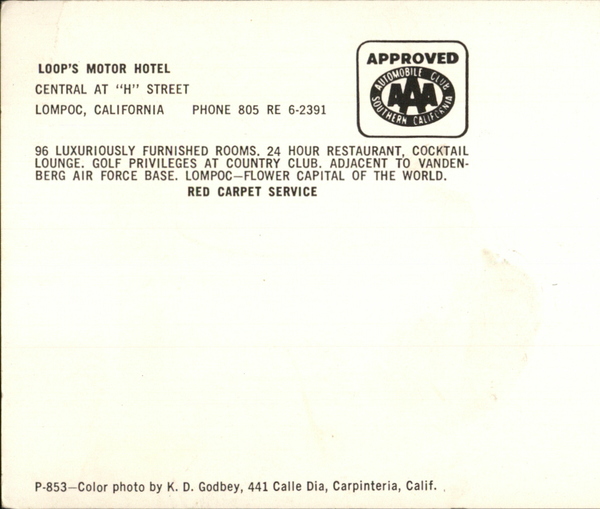 LOOP'S MOTOR HOTEL
CENTRAL AT "H" STREET
LOMPOC, CALIFORNIA PHONE 805 RE 6-2391
APPROVED
AUTOMOBILE CLUB
AAA
SOUTHERN CALIFORNIA
96 LUXURIOUSLY FURNISHED ROOMS. 24 HOUR RESTAURANT, COCKTAIL
LOUNGE. GOLF PRIVILEGES AT COUNTRY CLUB. ADJACENT TO VANDEN-
BERG AIR FORCE BASE. LOMPOC—FLOWER CAPITAL OF THE WORLD.
RED CARPET SERVICE
P-853—Color photo by K. D. Godbey, 441 Calle Dia, Carpinteria, Calif.